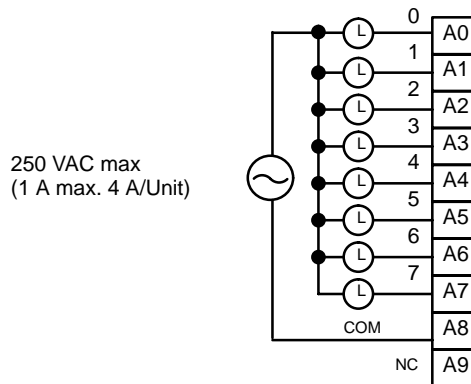 0
L A0
1
L A1
2
L A2
3
L A3
250 VAC max
(1 A max. 4 A/Unit)
4
L A4
5
L A5
6
L A6
7
L A7
COM A8
NC A9